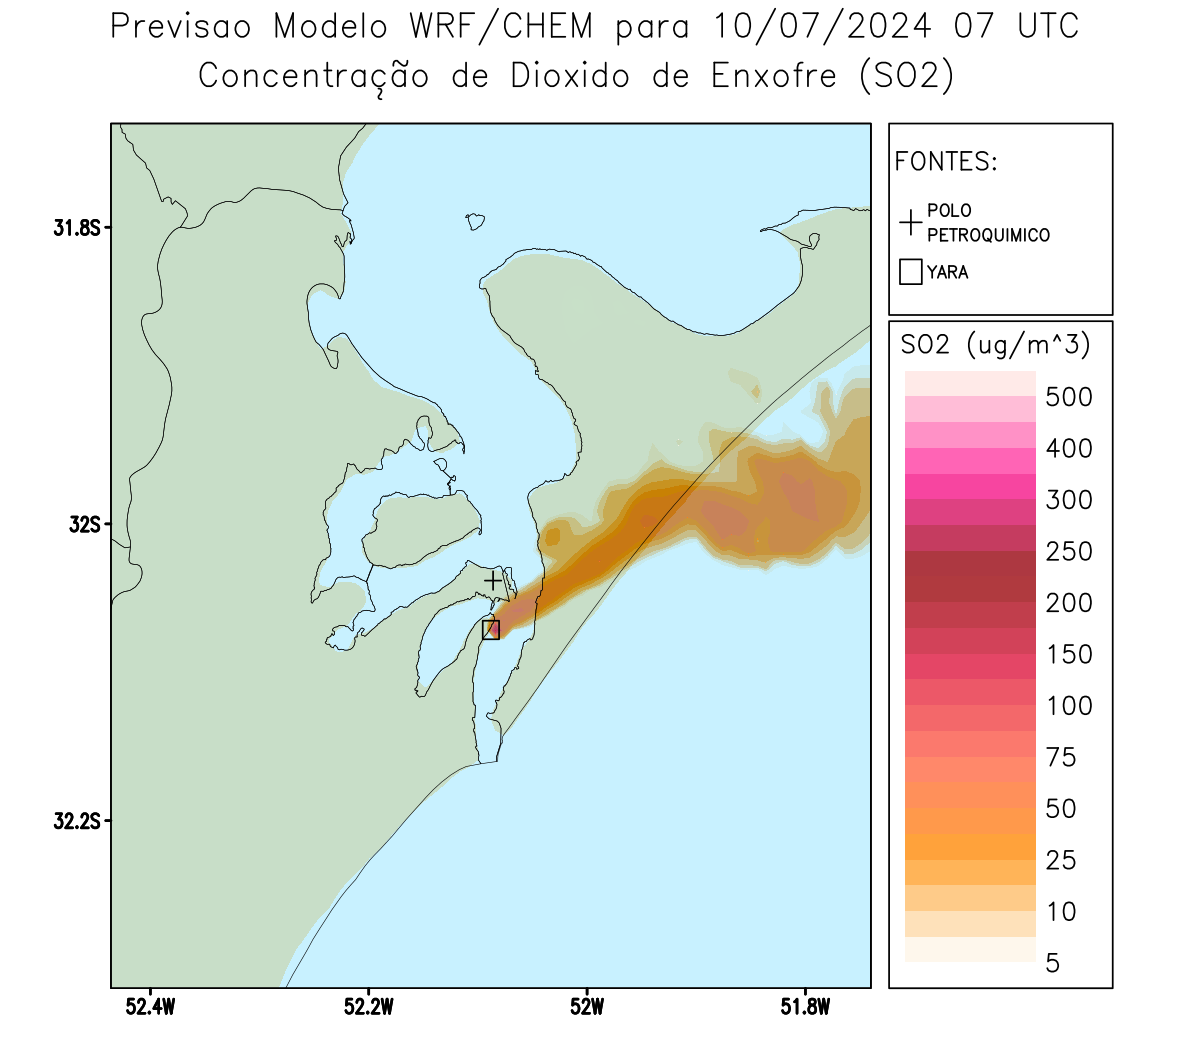 Previsao Modelo WRF/CHEM para 10/07/2024 07 UTC
Concentração de Dioxido de Enxofre (SO2)
FONTES:
POLO
PETROQUIMICO
YARA
SO2 (ug/m^3)
500
400
300
250
200
150
100
75
50
25
10
5
31.8S
32S
32.2S
52.4W
52.2W
52W
51.8W